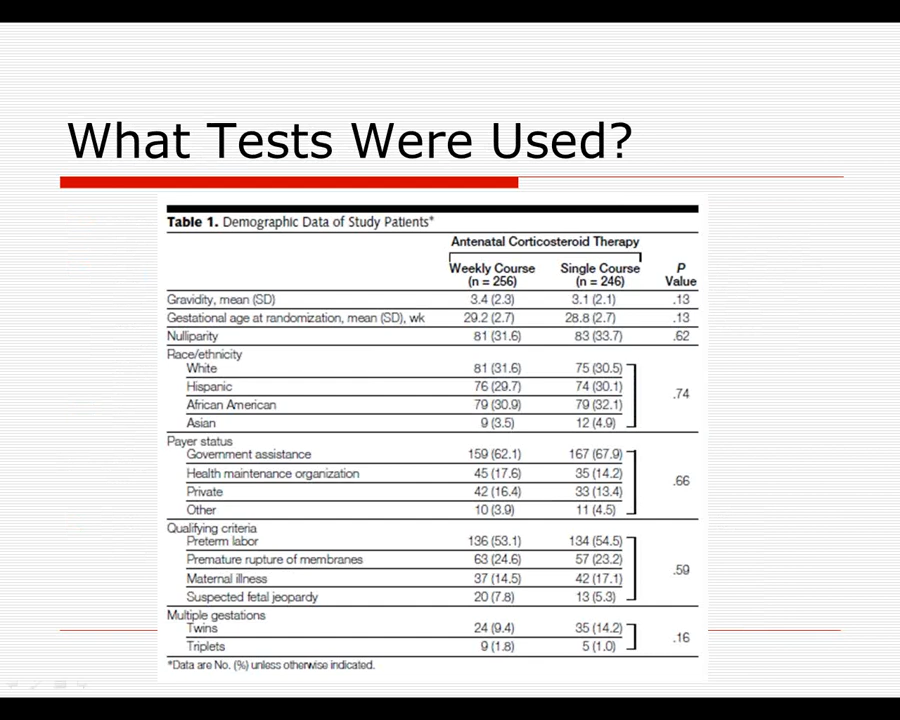 What Tests Were Used?
Table 1. Demographic Data of Study Patients*
Antenatal Corticosteroid Therapy
Weekly Course (n = 256) Single Course (n = 246) P Value
Gravidity, mean (SD) 3.4 (2.3) 3.1 (2.1) .13
Gestational age at randomization, mean (SD), wk 29.2 (2.7) 28.8 (2.7) .13
Nulliparity 81 (31.6) 83 (33.7) .62
Race/ethnicity
White 81 (31.6) 75 (30.5)
Hispanic 76 (29.7) 74 (30.1)
.74
African American 79 (30.9) 79 (32.1)
Asian 9 (3.5) 12 (4.9)
Payer status
Government assistance 159 (62.1) 167 (67.9)
Health maintenance organization 45 (17.6) 35 (14.2)
.66
Private 42 (16.4) 33 (13.4)
Other 10 (3.9) 11 (4.5)
Qualifying criteria
Preterm labor 136 (53.1) 134 (54.5)
Premature rupture of membranes 63 (24.6) 57 (23.2)
.59
Maternal illness 37 (14.5) 42 (17.1)
Suspected fetal jeopardy 20 (7.8) 13 (5.3)
Multiple gestations
Twins 24 (9.4) 35 (14.2)
.16
Triplets 9 (1.8) 5 (1.0)
*Data are No. (%) unless otherwise indicated.